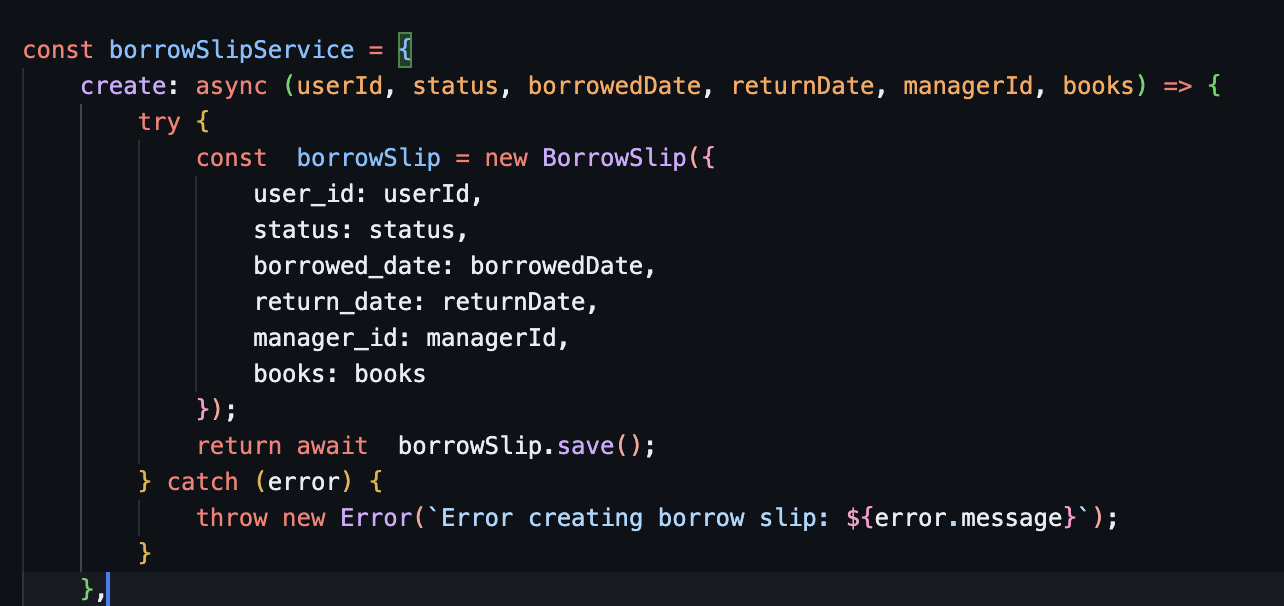 const borrowSlipService = {
    create: async (userId, status, borrowedDate, returnDate, managerId, books) => {
        try {
            const  borrowSlip = new BorrowSlip({
                user_id: userId,
                status: status,
                borrowed_date: borrowedDate,
                return_date: returnDate,
                manager_id: managerId,
                books: books
            });
            return await  borrowSlip.save();
        } catch (error) {
            throw new Error(`Error creating borrow slip: ${error.message}`);
        }
    },